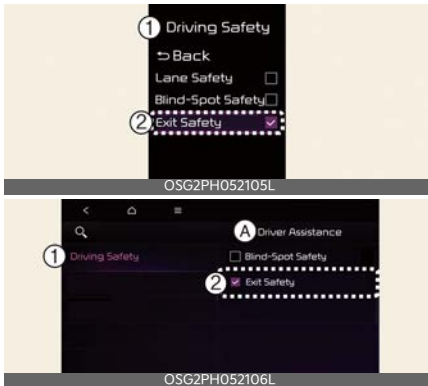 1 Driving Safety
Back
Lane Safety
Blind-Spot Safety
2 Exit Safety
OSG2PH052105L
A Driver Assistance
1 Driving Safety
Blind-Spot Safety
2 Exit Safety
OSG2PH052106L